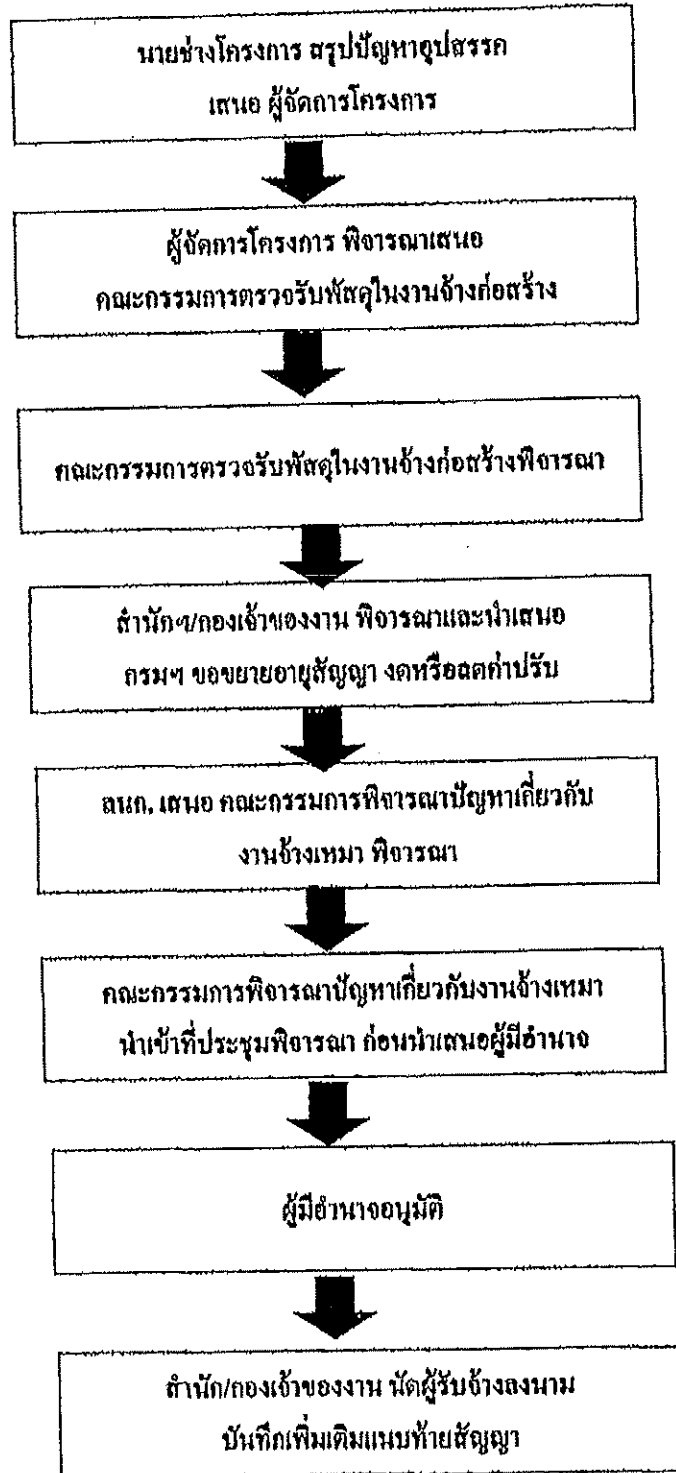 นายช่างโครงการ สรุปปัญหาอุปสรรค
เสนอ ผู้จัดการโครงการ
ผู้จัดการโครงการ พิจารณาเสนอ
คณะกรรมการตรวจรับพัสดุในงานจ้างก่อสร้าง
คณะกรรมการตรวจรับพัสดุในงานจ้างก่อสร้างพิจารณา
สำนักฯ/กองเจ้าของงาน พิจารณาและนำเสนอ
กรมฯ ขอขยายอายุสัญญา งดหรือลดค่าปรับ
สนก. เสนอ คณะกรรมการพิจารณาปัญหาเกี่ยวกับ
งานจ้างเหมา พิจารณา
คณะกรรมการพิจารณาปัญหาเกี่ยวกับงานจ้างเหมา
นำเข้าที่ประชุมพิจารณา ก่อนนำเสนอผู้มีอำนาจ
ผู้มีอำนาจอนุมัติ
สำนัก/กองเจ้าของงาน นัดผู้รับจ้างลงนาม
บันทึกเพิ่มเติมแนบท้ายสัญญา